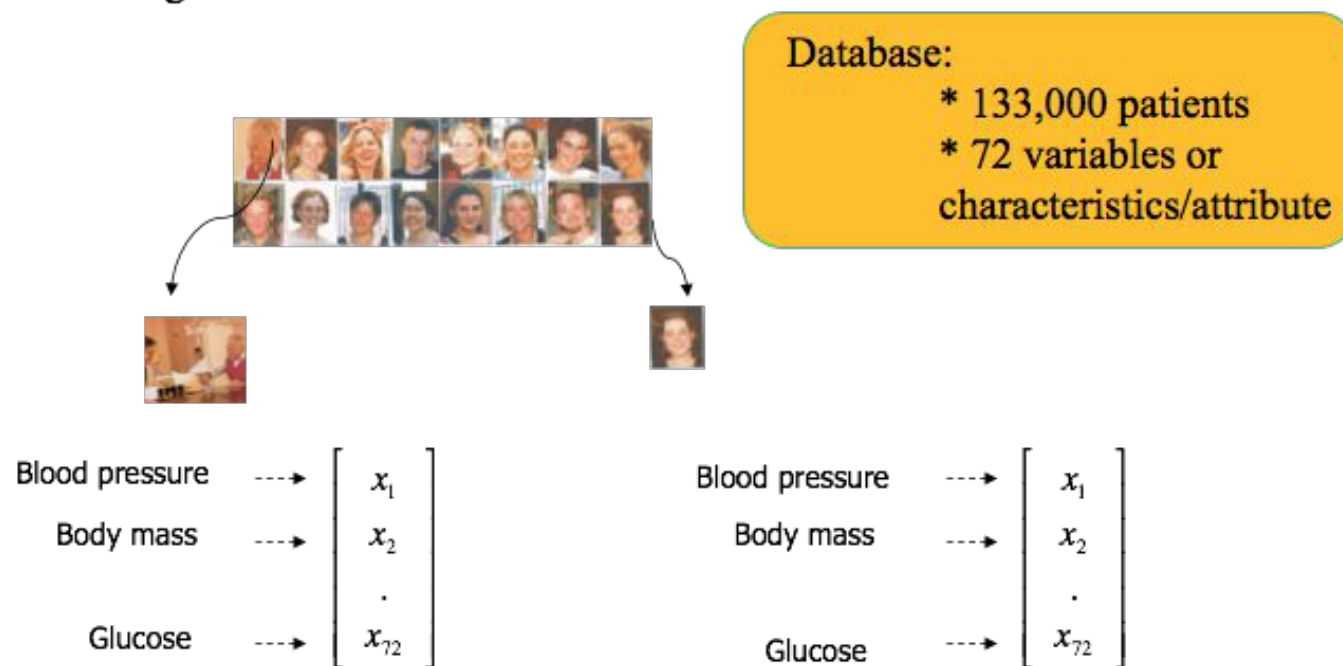 Database:
* 133,000 patients
* 72 variables or
characteristics/attribute
Blood pressure x₁ Blood pressure x₁
Body mass x₂ Body mass x₂
. .
Glucose x₇₂ Glucose x₇₂